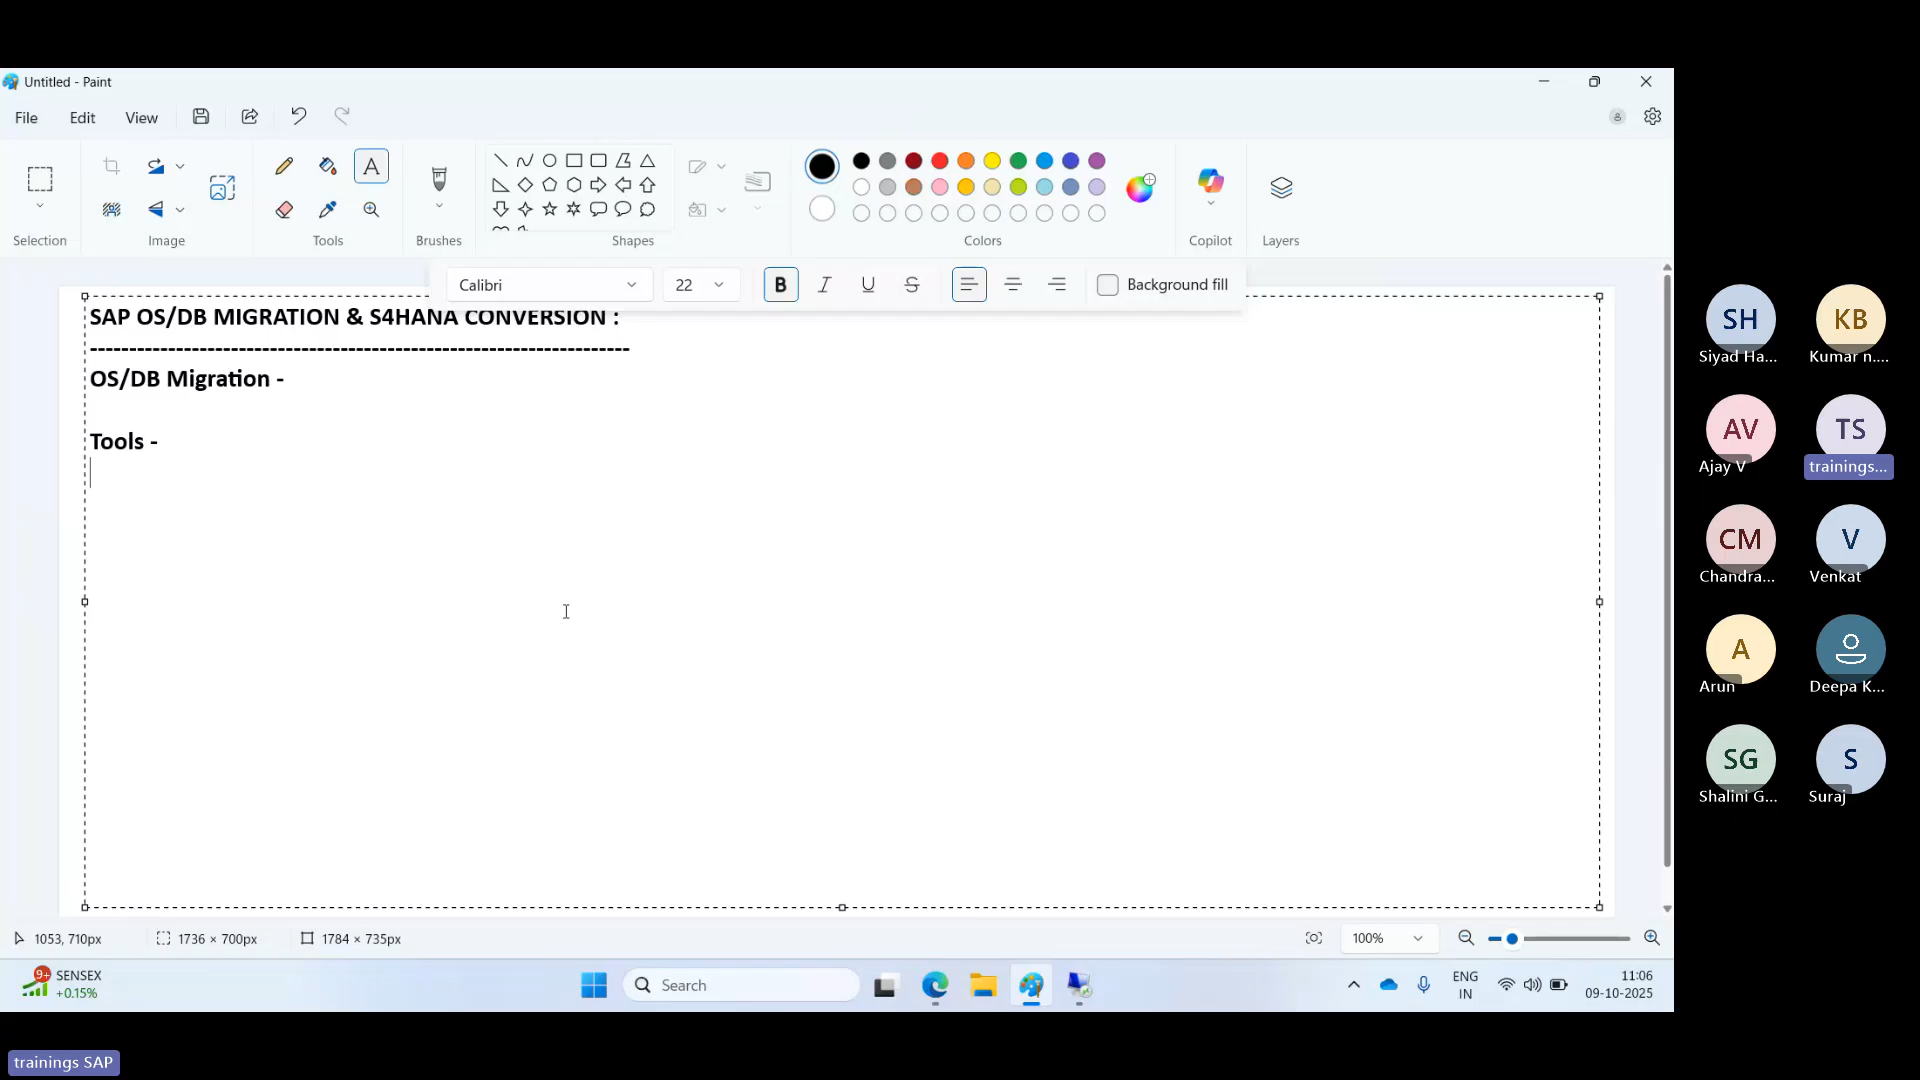 Untitled - Paint
File
Edit
View
Selection
Image
Tools
Brushes
Shapes
Colors
Copilot
Layers
Calibri
22
B
I
U
S
Background fill
SAP OS/DB MIGRATION & S4HANA CONVERSION :
---------------------------------------------------------------------
OS/DB Migration -
Tools -
SH
Siyad Ha...
KB
Kumar n....
AV
Ajay V
TS
trainings...
CM
Chandra...
V
Venkat
A
Arun
Deepa K...
SG
Shalini G...
S
Suraj
1053, 710px
1736 × 700px
1784 × 735px
100%
9+
SENSEX
+0.15%
Search
ENG
IN
11:06
09-10-2025
trainings SAP